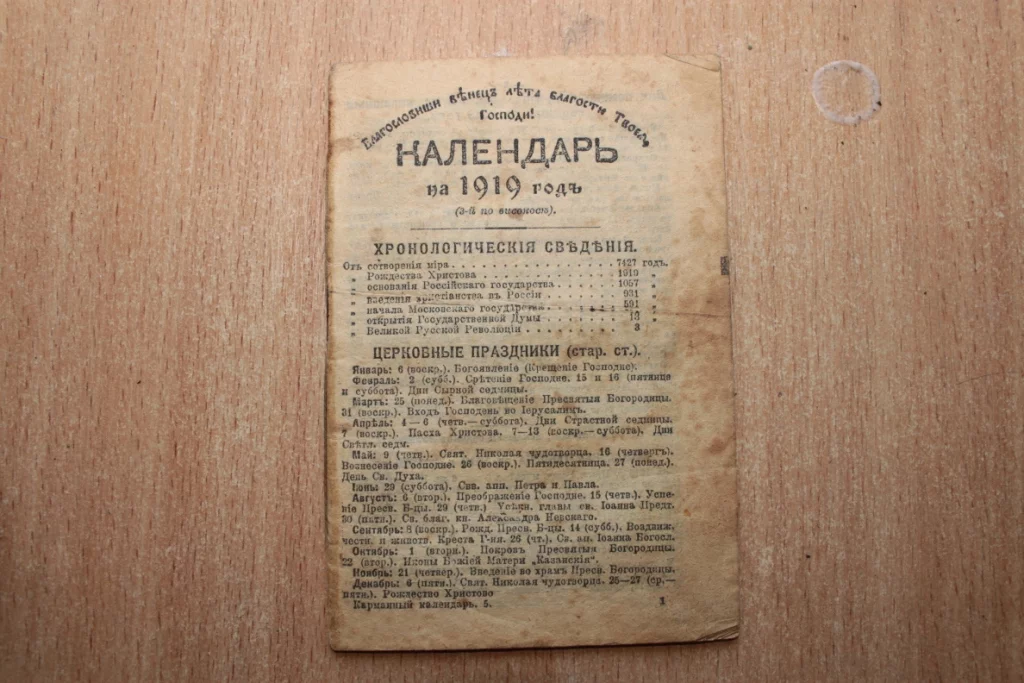 Благословиши вѣнецъ лѣта благости Твоея,
Господи!
КАЛЕНДАРЬ
на 1919 годъ
(3-й по високосѣ).
ХРОНОЛОГИЧЕСКІЯ СВѢДѢНІЯ.
Отъ сотворенія міра . . . . . . . . . . . . . 7427 годъ.
„ Рождества Христова . . . . . . . . . . . 1919 „
„ основанія Россійскаго государства . . . . . . 1057 „
„ введенія христіанства въ Россіи . . . . . . . 931 „
„ начала Московскаго государства . . . . . . . 591 „
„ открытія Государственной Думы . . . . . . . 13 „
„ Великой Русской Революціи . . . . . . . . . 3 „
ЦЕРКОВНЫЕ ПРАЗДНИКИ (стар. ст.).
Январь: 6 (воскр.). Богоявленіе (Крещеніе Господне).
Февраль: 2 (субб.). Срѣтеніе Господне. 15 и 16 (пятница
и суббота). Дни Сырной седмицы.
Мартъ: 25 (понед.). Благовѣщеніе Пресвятыя Богородицы.
31 (воскр.). Входъ Господень во Іерусалимъ.
Апрѣль: 4—6 (четв.—суббота). Дни Страстной седмицы.
7 (воскр.). Пасха Христова. 7—13 (воскр.—суббота). Дни
Свѣтл. седм.
Май: 9 (четв.). Свят. Николая чудотворца. 16 (четвергъ).
Вознесеніе Господне. 26 (воскр.). Пятидесятница. 27 (понед.).
День Св. Духа.
Іюнь: 29 (суббота). Свв. апп. Петра и Павла.
Августъ: 6 (втор.). Преображеніе Господне. 15 (четв.). Успе-
ніе Пресв. Б-цы. 29 (четв.) Усѣкн. главы св. Іоанна Предт.
30 (пятн.). Св. благ. кн. Александра Невскаго.
Сентябрь: 8 (воскр.). Рожд. Пресв. Б-цы. 14 (субб.). Воздвиж.
честн. и животв. Креста Г-ня. 26 (чт.). Св. ап. Іоанна Богосл.
Октябрь: 1 (вторн.). Покровъ Пресвятыя Богородицы.
22 (втор.). Иконы Божіей Матери „Казанскія“.
Ноябрь: 21 (четвер.). Введеніе во храмъ Пресв. Богородицы.
Декабрь: 6 (пятн.). Свят. Николая чудотворца. 25—27 (ср.—
пятн.). Рождество Христово
Карманный календарь. 5. 1